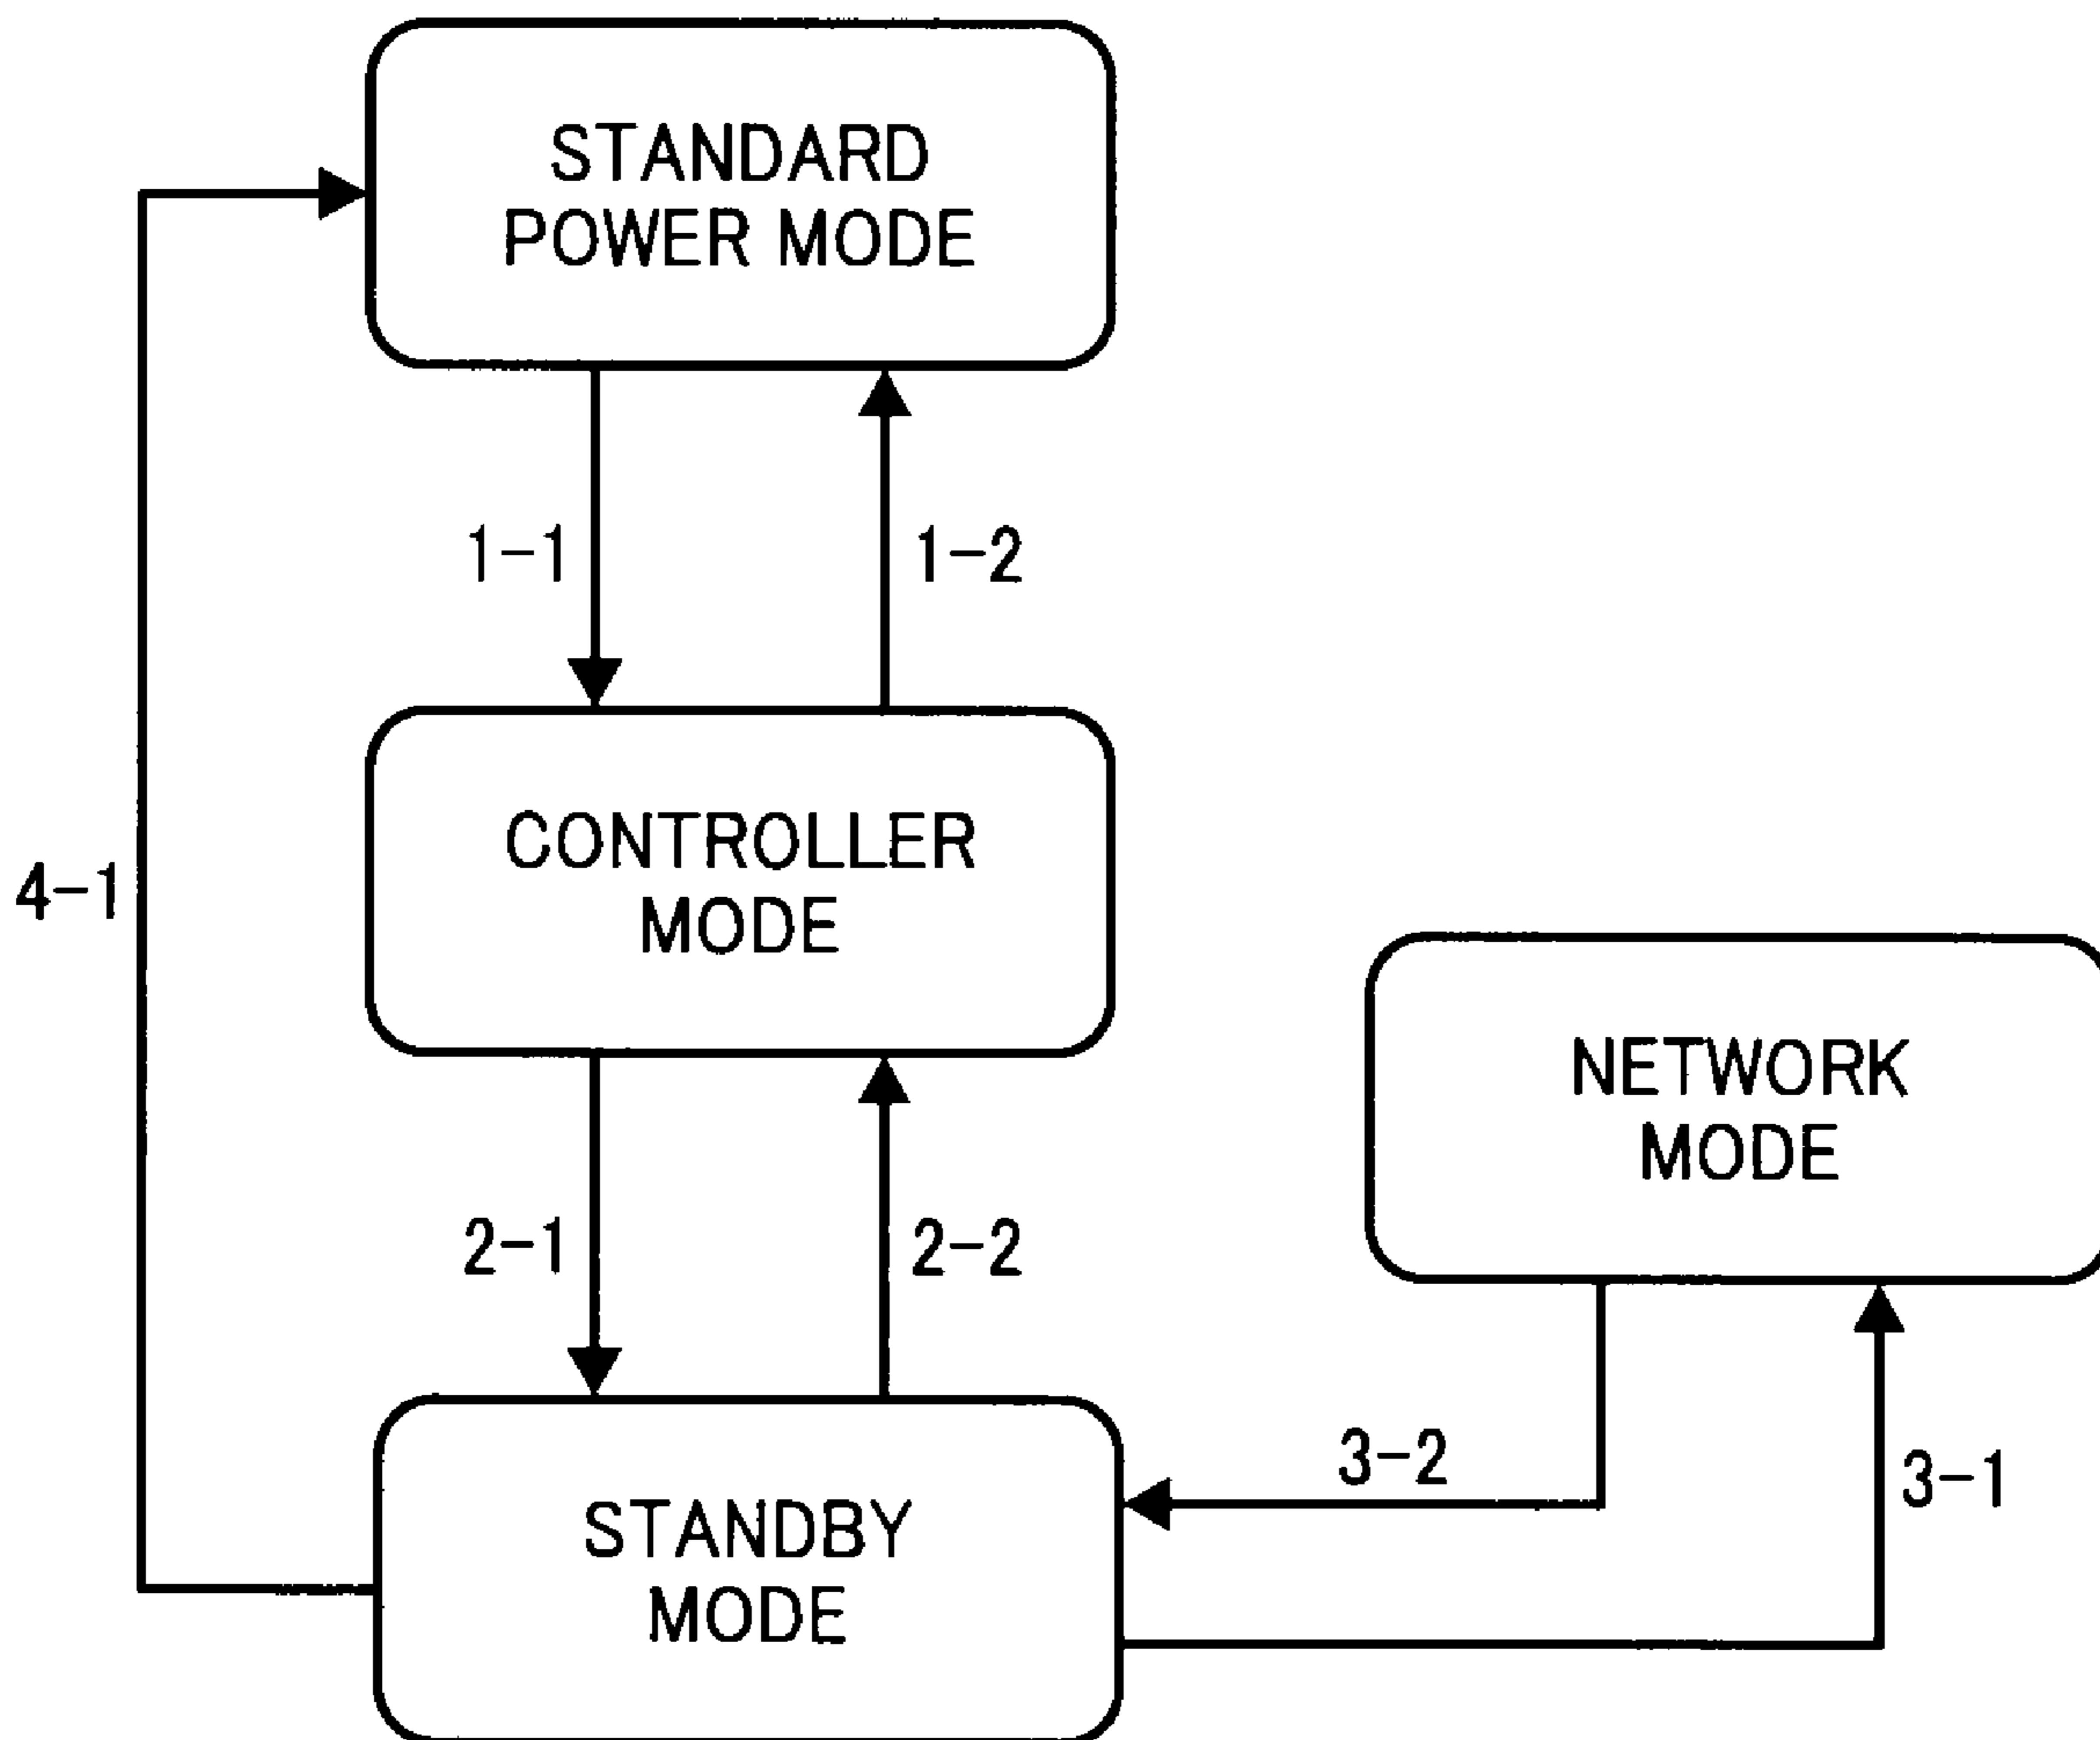 STANDARD
POWER MODE
1-1
1-2
CONTROLLER
MODE
4-1
NETWORK
MODE
2-1
2-2
3-2
3-1
STANDBY
MODE